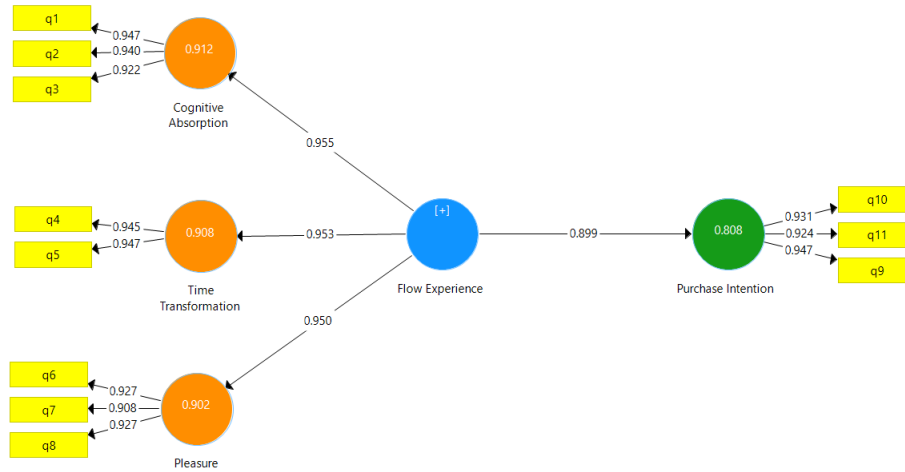 q1
q2
q3
0.947
0.940
0.922
0.912
Cognitive
Absorption
0.955
q4
q5
0.945
0.947
0.908
Time
Transformation
0.953
[+]
Flow Experience
0.899
0.808
Purchase Intention
0.931
0.924
0.947
q10
q11
q9
0.950
q6
q7
q8
0.927
0.908
0.927
0.902
Pleasure